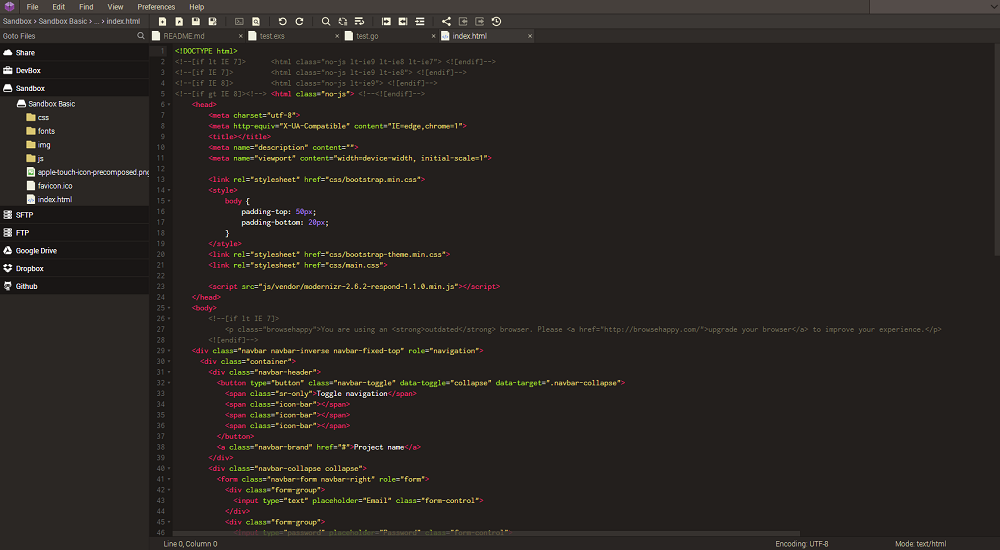 File Edit Find View Preferences Help
Sandbox > Sandbox Basic > ... > index.html
Goto Files
README.md × test.exs × test.go × index.html ×
Share
DevBox
Sandbox
Sandbox Basic
css
fonts
img
js
apple-touch-icon-precomposed.png
favicon.ico
index.html
SFTP
FTP
Google Drive
Dropbox
Github
1 <!DOCTYPE html>
2 <!--[if lt IE 7]>      <html class="no-js lt-ie9 lt-ie8 lt-ie7"> <![endif]-->
3 <!--[if IE 7]>         <html class="no-js lt-ie9 lt-ie8"> <![endif]-->
4 <!--[if IE 8]>         <html class="no-js lt-ie9"> <![endif]-->
5 <!--[if gt IE 8]><!--> <html class="no-js"> <!--<![endif]-->
6     <head>
7         <meta charset="utf-8">
8         <meta http-equiv="X-UA-Compatible" content="IE=edge,chrome=1">
9         <title></title>
10         <meta name="description" content="">
11         <meta name="viewport" content="width=device-width, initial-scale=1">
12
13         <link rel="stylesheet" href="css/bootstrap.min.css">
14         <style>
15             body {
16                 padding-top: 50px;
17                 padding-bottom: 20px;
18             }
19         </style>
20         <link rel="stylesheet" href="css/bootstrap-theme.min.css">
21         <link rel="stylesheet" href="css/main.css">
22
23         <script src="js/vendor/modernizr-2.6.2-respond-1.1.0.min.js"></script>
24     </head>
25     <body>
26         <!--[if lt IE 7]>
27             <p class="browsehappy">You are using an <strong>outdated</strong> browser. Please <a href="http://browsehappy.com/">upgrade your browser</a> to improve your experience.</p>
28         <![endif]-->
29     <div class="navbar navbar-inverse navbar-fixed-top" role="navigation">
30       <div class="container">
31         <div class="navbar-header">
32           <button type="button" class="navbar-toggle" data-toggle="collapse" data-target=".navbar-collapse">
33             <span class="sr-only">Toggle navigation</span>
34             <span class="icon-bar"></span>
35             <span class="icon-bar"></span>
36             <span class="icon-bar"></span>
37           </button>
38           <a class="navbar-brand" href="#">Project name</a>
39         </div>
40         <div class="navbar-collapse collapse">
41           <form class="navbar-form navbar-right" role="form">
42             <div class="form-group">
43               <input type="text" placeholder="Email" class="form-control">
44             </div>
45             <div class="form-group">
46               <input type="password" placeholder="Password" class="form-control">
Line 0, Column 0 Encoding: UTF-8 Mode: text/html